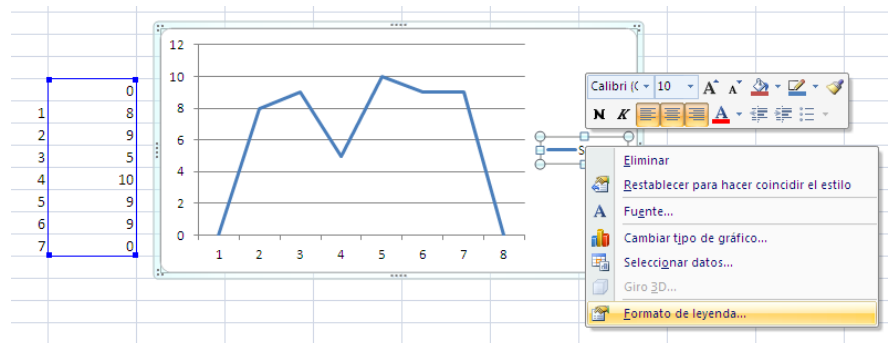 0
1 8
2 9
3 5
4 10
5 9
6 9
7 0
12
10
8
6
4
2
0
1 2 3 4 5 6 7 8
S
Calibri (C 10 A A
N K A
Eliminar
Restablecer para hacer coincidir el estilo
A Fuente...
Cambiar tipo de gráfico...
Seleccionar datos...
Giro 3D...
Formato de leyenda...